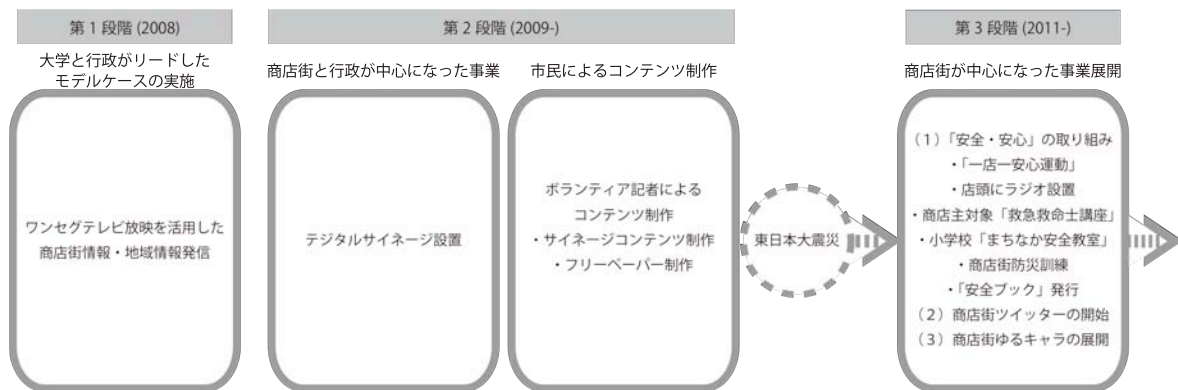 第 1 段階 (2008)
大学と行政がリードした
モデルケースの実施
ワンセグテレビ放映を活用した
商店街情報・地域情報発信
第 2 段階 (2009-)
商店街と行政が中心になった事業
デジタルサイネージ設置
市民によるコンテンツ制作
ボランティア記者による
コンテンツ制作
・サイネージコンテンツ制作
・フリーペーパー制作
東日本大震災
第 3 段階 (2011-)
商店街が中心になった事業展開
(1)「安全・安心」の取り組み
・「一店一安心運動」
・店頭にラジオ設置
・商店主対象「救急救命士講座」
・小学校「まちなか安全教室」
・商店街防災訓練
・「安全ブック」発行
(2)商店街ツイッターの開始
(3)商店街ゆるキャラの展開